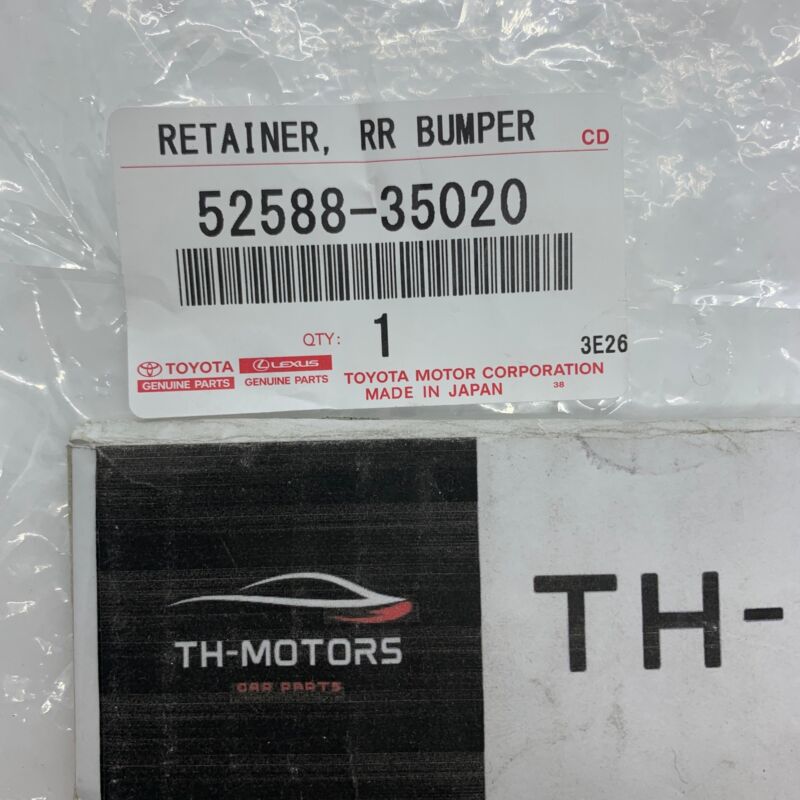 RETAINER, RR BUMPER
CD
52588-35020
QTY: 1
3E26
TOYOTA
GENUINE PARTS
LEXUS
GENUINE PARTS
TOYOTA MOTOR CORPORATION
MADE IN JAPAN
38
TH-MOTORS
CAR PARTS
TH-